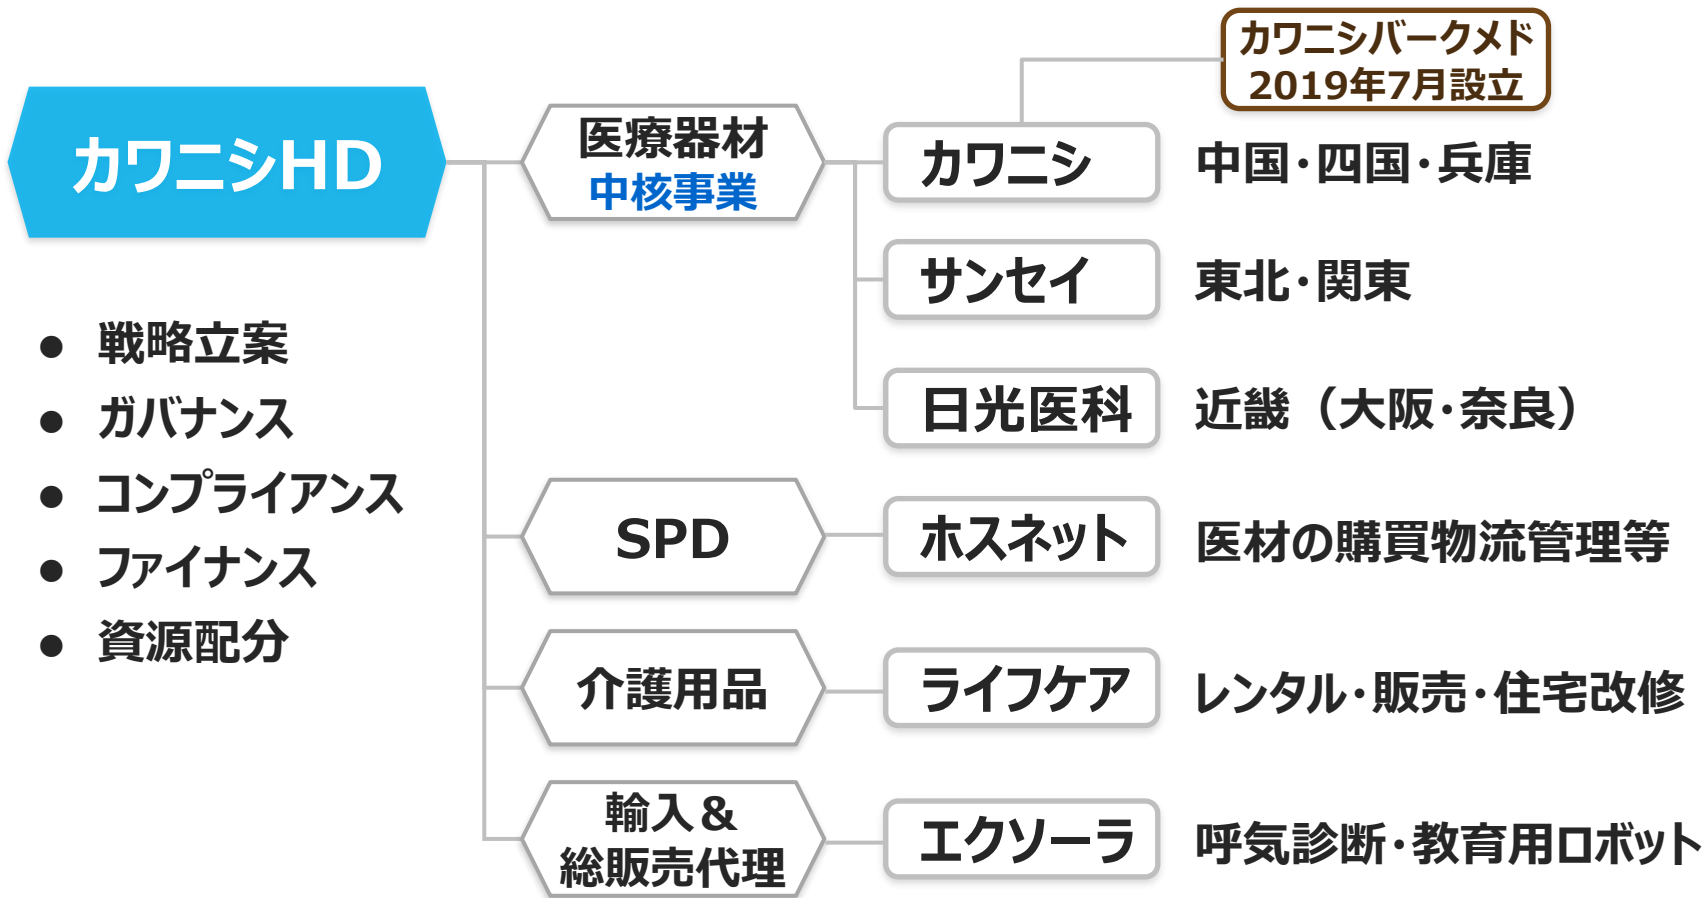 カワニシバークメド
2019年7月設立
カワニシHD
医療器材
中核事業
カワニシ
中国・四国・兵庫
サンセイ
東北・関東
日光医科
近畿（大阪・奈良）
● 戦略立案
● ガバナンス
● コンプライアンス
● ファイナンス
● 資源配分
SPD
ホスネット
医材の購買物流管理等
介護用品
ライフケア
レンタル・販売・住宅改修
輸入＆
総販売代理
エクソーラ
呼気診断・教育用ロボット